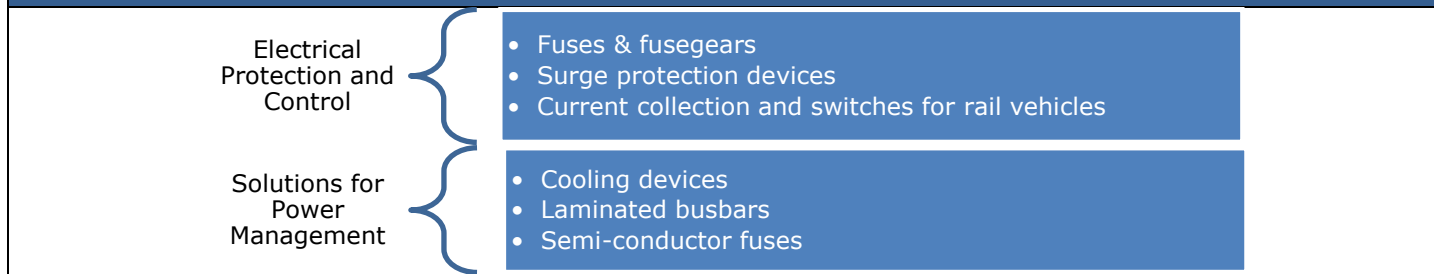 Electrical
Protection and
Control
• Fuses & fusegears
• Surge protection devices
• Current collection and switches for rail vehicles
Solutions for
Power
Management
• Cooling devices
• Laminated busbars
• Semi-conductor fuses